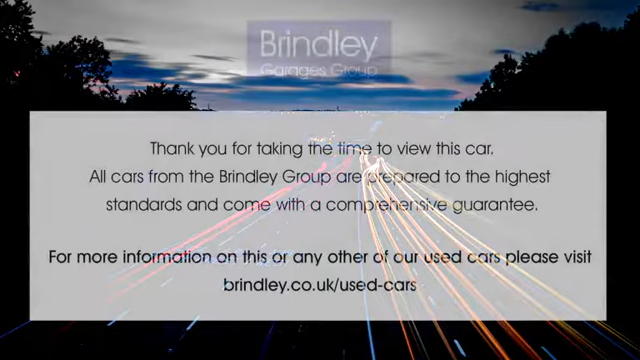 Brindley
Garages Group
Thank you for taking the time to view this car.
All cars from the Brindley Group are prepared to the highest
standards and come with a comprehensive guarantee.
For more information on this or any other of our used cars please visit
brindley.co.uk/used-cars